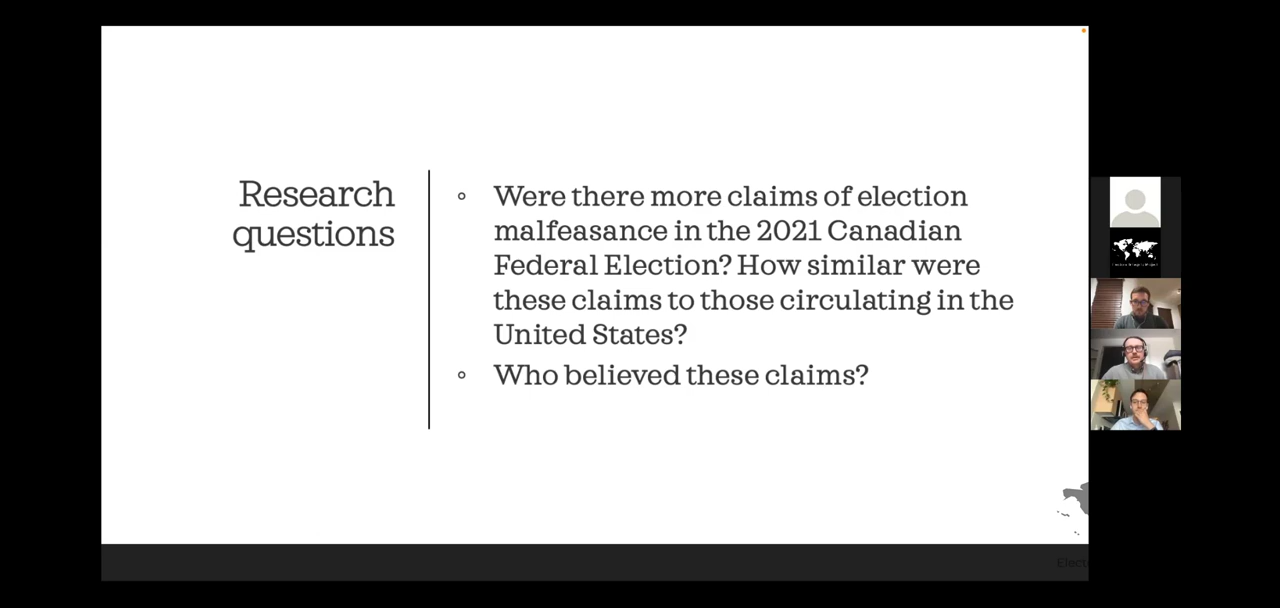 Research
questions
Were there more claims of election
malfeasance in the 2021 Canadian
Federal Election? How similar were
these claims to those circulating in the
United States?
Who believed these claims?